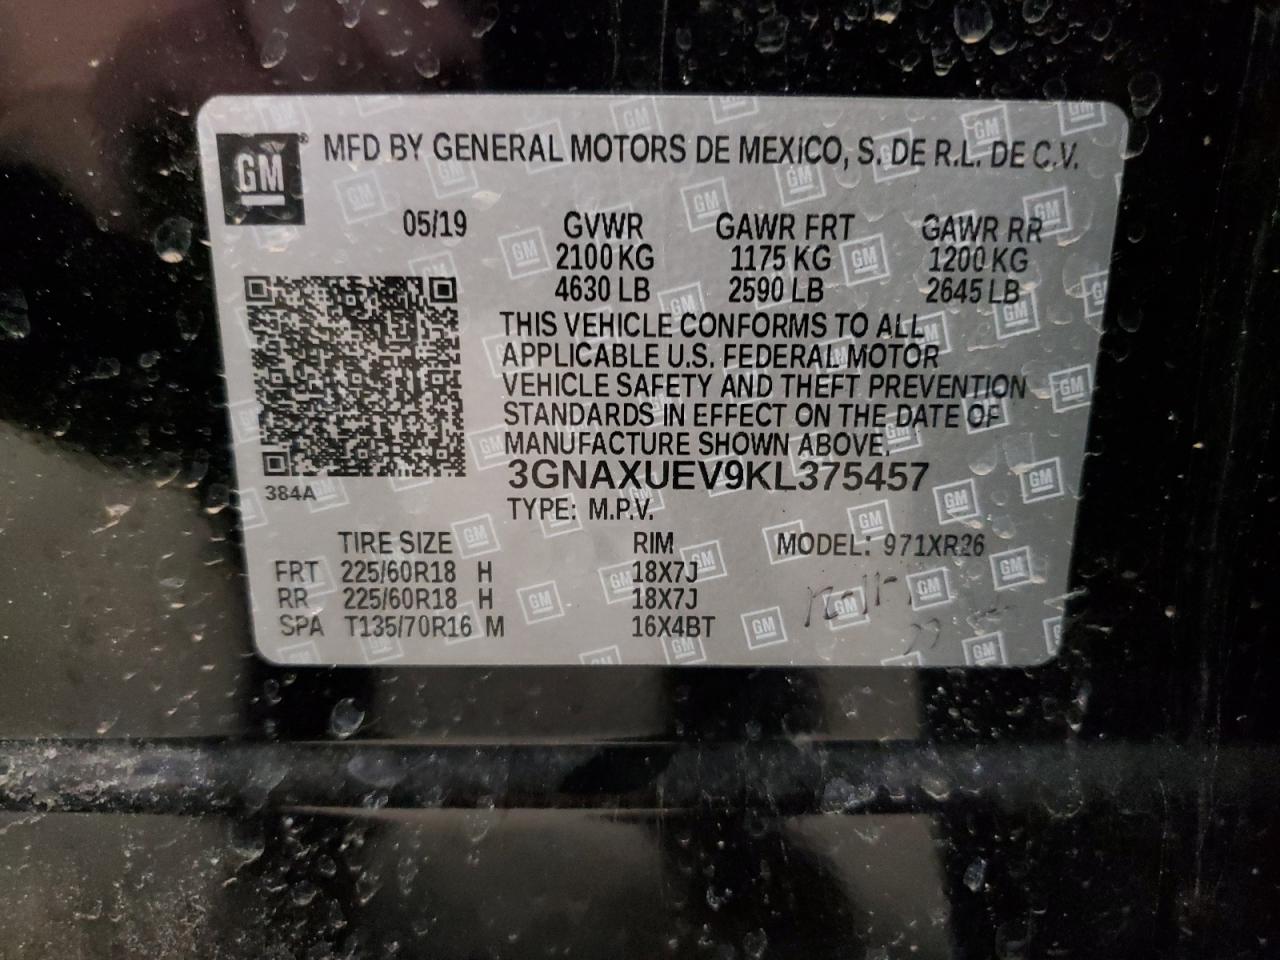 GM ® MFD BY GENERAL MOTORS DE MEXICO, S. DE R.L. DE C.V.
05/19 GVWR GAWR FRT GAWR RR
2100 KG 1175 KG 1200 KG
4630 LB 2590 LB 2645 LB
THIS VEHICLE CONFORMS TO ALL
APPLICABLE U.S. FEDERAL MOTOR
VEHICLE SAFETY AND THEFT PREVENTION
STANDARDS IN EFFECT ON THE DATE OF
MANUFACTURE SHOWN ABOVE.
3GNAXUEV9KL375457
384A
TYPE: M.P.V.
TIRE SIZE RIM MODEL: 971XR26
FRT 225/60R18 H 18X7J
RR 225/60R18 H 18X7J
SPA T135/70R16 M 16X4BT